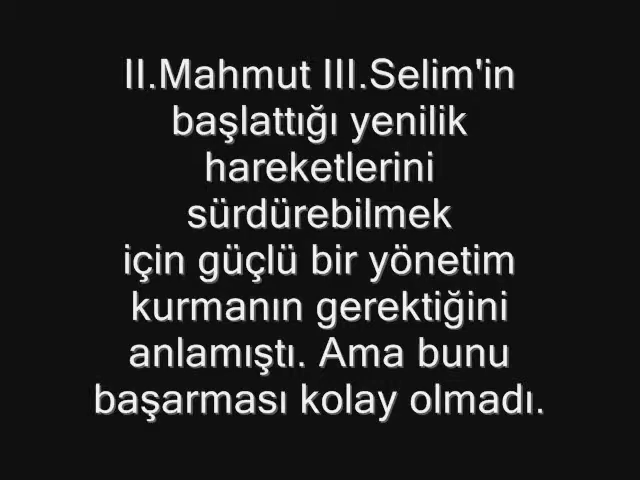 II.Mahmut III.Selim'in
başlattığı yenilik
hareketlerini
sürdürebilmek
için güçlü bir yönetim
kurmanın gerektiğini
anlamıştı. Ama bunu
başarması kolay olmadı.